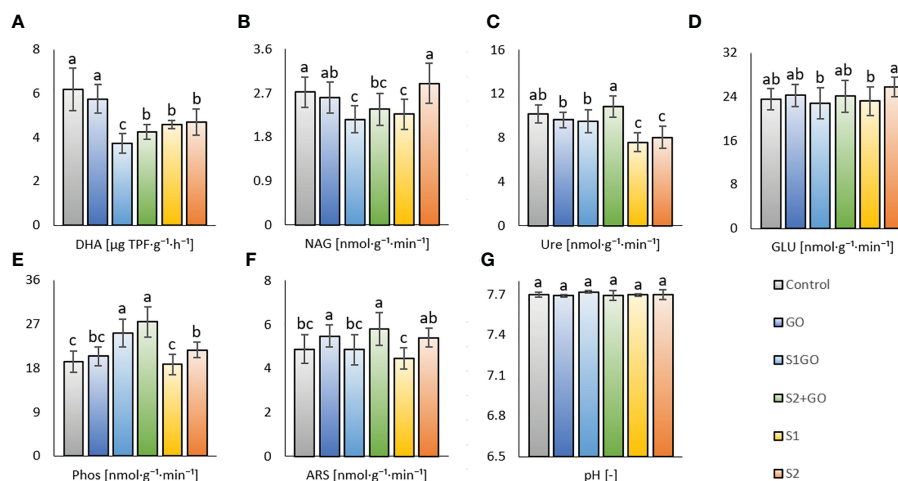 A
B
C
D
8
6
4
2
0
a
a
c
b
b
b
DHA [µg TPF·g⁻¹·h⁻¹]
3.6
2.7
1.8
0.9
0
a
ab
c
bc
c
a
NAG [nmol·g⁻¹·min⁻¹]
16
12
8
4
0
ab
b
b
a
c
c
Ure [nmol·g⁻¹·min⁻¹]
32
24
16
8
0
ab
ab
b
ab
b
a
GLU [nmol·g⁻¹·min⁻¹]
E
F
G
36
27
18
9
0
c
bc
a
a
c
b
Phos [nmol·g⁻¹·min⁻¹]
8
6
4
2
0
bc
a
bc
a
c
ab
ARS [nmol·g⁻¹·min⁻¹]
7.7
7.4
7.1
6.8
6.5
a
a
a
a
a
a
pH [-]
Control
GO
S1GO
S2+GO
S1
S2